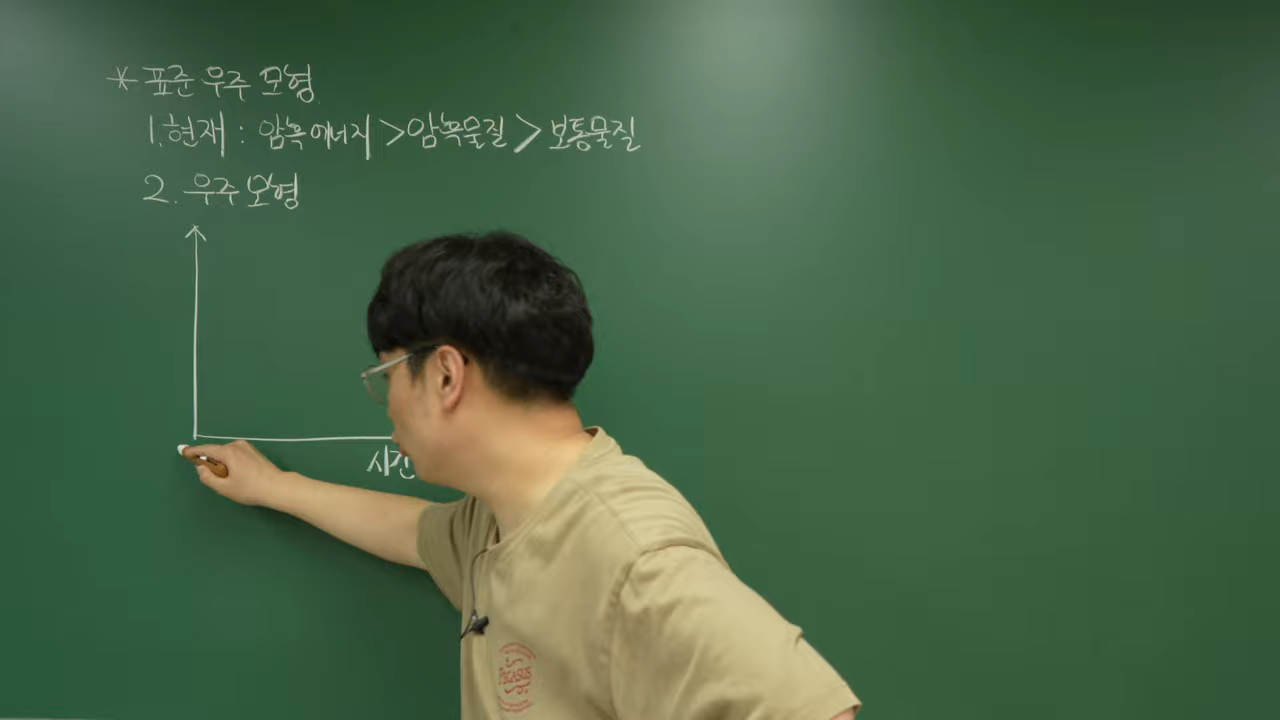 * 표준 우주 모형
1. 현재 : 암흑에너지 > 암흑물질 > 보통물질
2. 우주 모형
시간
PEGASUS